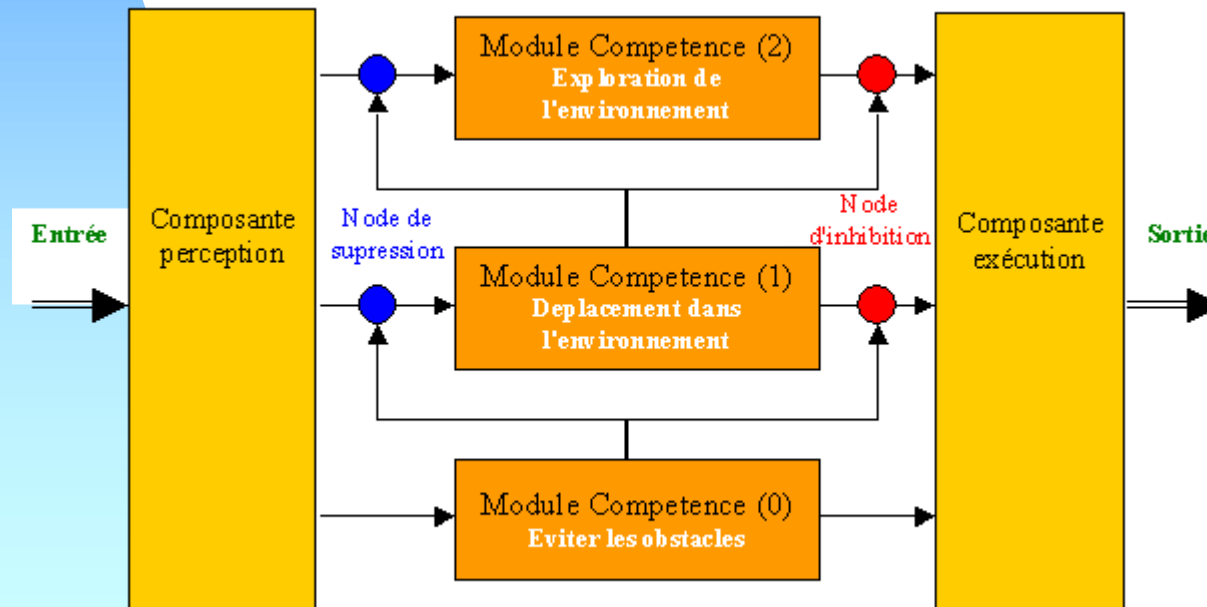 Module Competence (2)
Exploration de
l'environnement
Entrée
Composante
perception
Node de
supression
Module Competence (1)
Deplacement dans
l'environnement
Node
d'inhibition
Composante
exécution
Sortie
Module Competence (0)
Eviter les obstacles